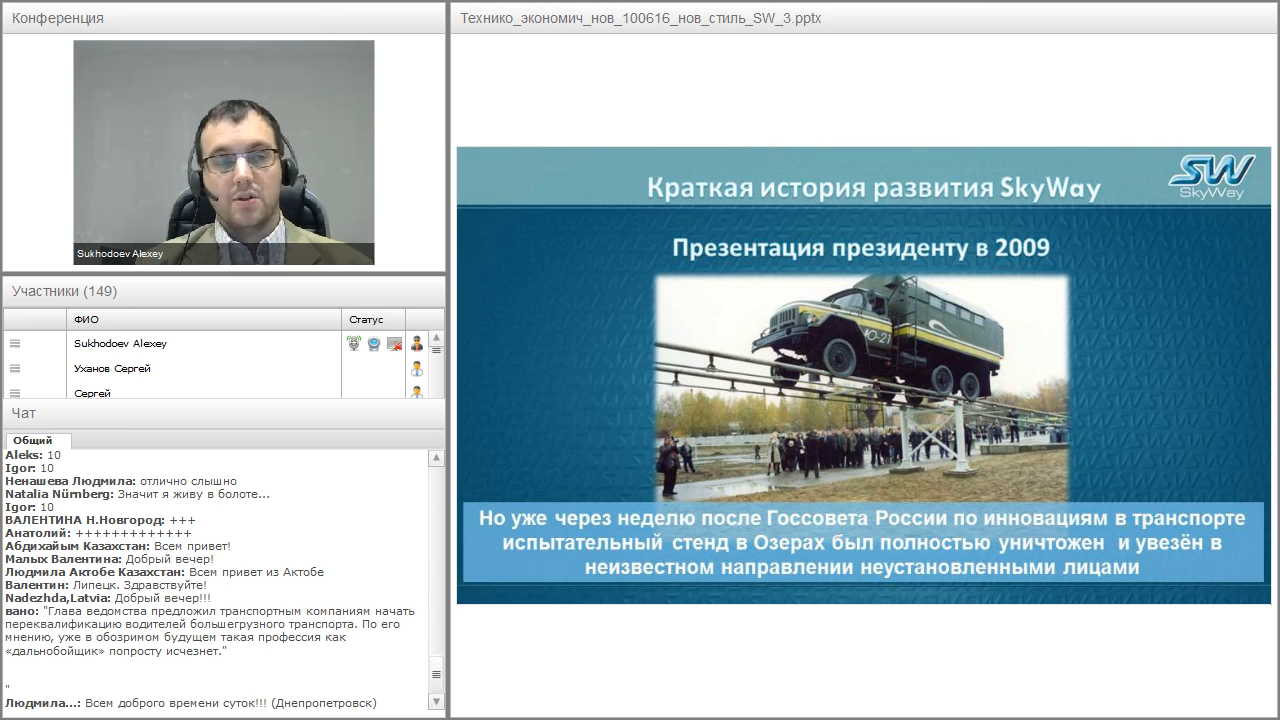 Конференция
Sukhodoev Alexey
Участники (149)
ФИО
Статус
Sukhodoev Alexey
Уханов Сергей
Сергей
Чат
Общий
Aleks: 10
Igor: 10
Ненашева Людмила: отлично слышно
Natalia Nürnberg: Значит я живу в болоте...
Igor: 10
ВАЛЕНТИНА Н.Новгород: +++
Анатолий: +++++++++++++
Абдихайым Казахстан: Всем привет!
Малых Валентина: Добрый вечер!
Людмила Актобе Казахстан: Всем привет из Актобе
Валентин: Липецк. Здравствуйте!
Nadezhda,Latvia: Добрый вечер!!!
вано: "Глава ведомства предложил транспортным компаниям начать
переквалификацию водителей большегрузного транспорта. По его
мнению, уже в обозримом будущем такая профессия как
«дальнобойщик» попросту исчезнет."
"
Людмила...: Всем доброго времени суток!!! (Днепропетровск)
Технико_экономич_нов_100616_нов_стиль_SW_3.pptx
Краткая история развития SkyWay
SW
SkyWay
Презентация президенту в 2009
Ю-21
Но уже через неделю после Госсовета России по инновациям в транспорте
испытательный стенд в Озерах был полностью уничтожен и увезён в
неизвестном направлении неустановленными лицами